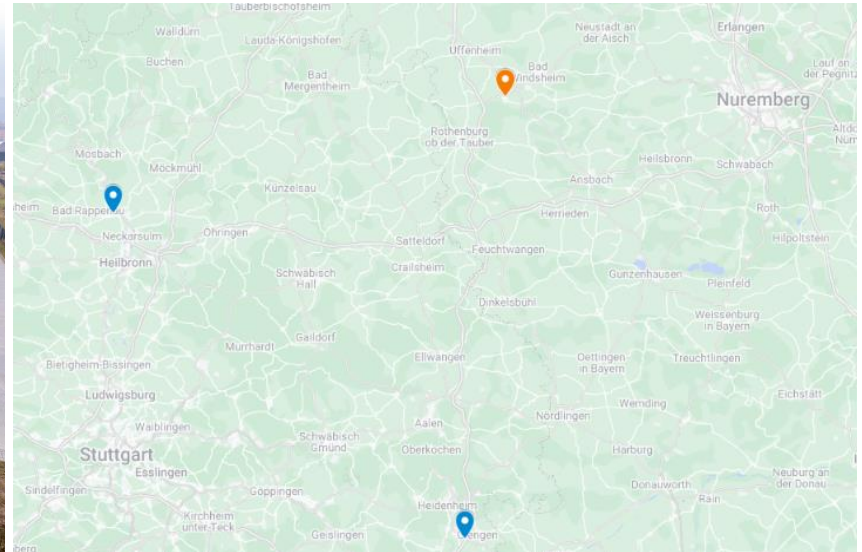 Tauberbischofsheim
Walldürn
Neustadt an
der Aisch
Erlangen
Lauda-Königshofen
Uffenheim
Buchen
Bad
Mergentheim
Bad
Windsheim
Lauf an
der Pegnitz
Nuremberg
Rothenburg
ob der Tauber
Mosbach
Möckmühl
Heilsbronn
Schwabach
Künzelsau
Ansbach
Bad Rappenau
Herrieden
Roth
Neckarsulm
Öhringen
Satteldorf
Feuchtwangen
Hilpoltstein
Heilbronn
Schwäbisch
Hall
Crailsheim
Gunzenhausen
Pleinfeld
Dinkelsbühl
Weissenburg
in Bayern
Gaildorf
Murrhardt
Ellwangen
Oettingen
in Bayern
Treuchtlingen
Bietigheim-Bissingen
Ludwigsburg
Eichstätt
Wemding
Nördlingen
Waiblingen
Aalen
Schwäbisch
Gmünd
Stuttgart
Oberkochen
Harburg
Esslingen
Neuburg an
der Donau
Sindelfingen
Göppingen
Donauwörth
Rain
Heidenheim
Kirchheim
unter Teck
Geislingen
Giengen